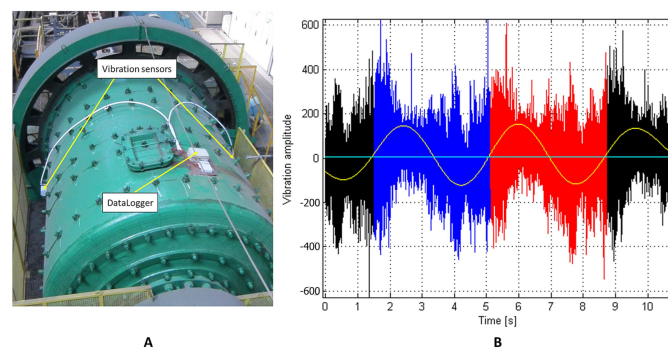 Vibration sensors
DataLogger
A
600
400
200
0
-200
-400
-600
Vibration amplitude
0 1 2 3 4 5 6 7 8 9 10
Time [s]
B